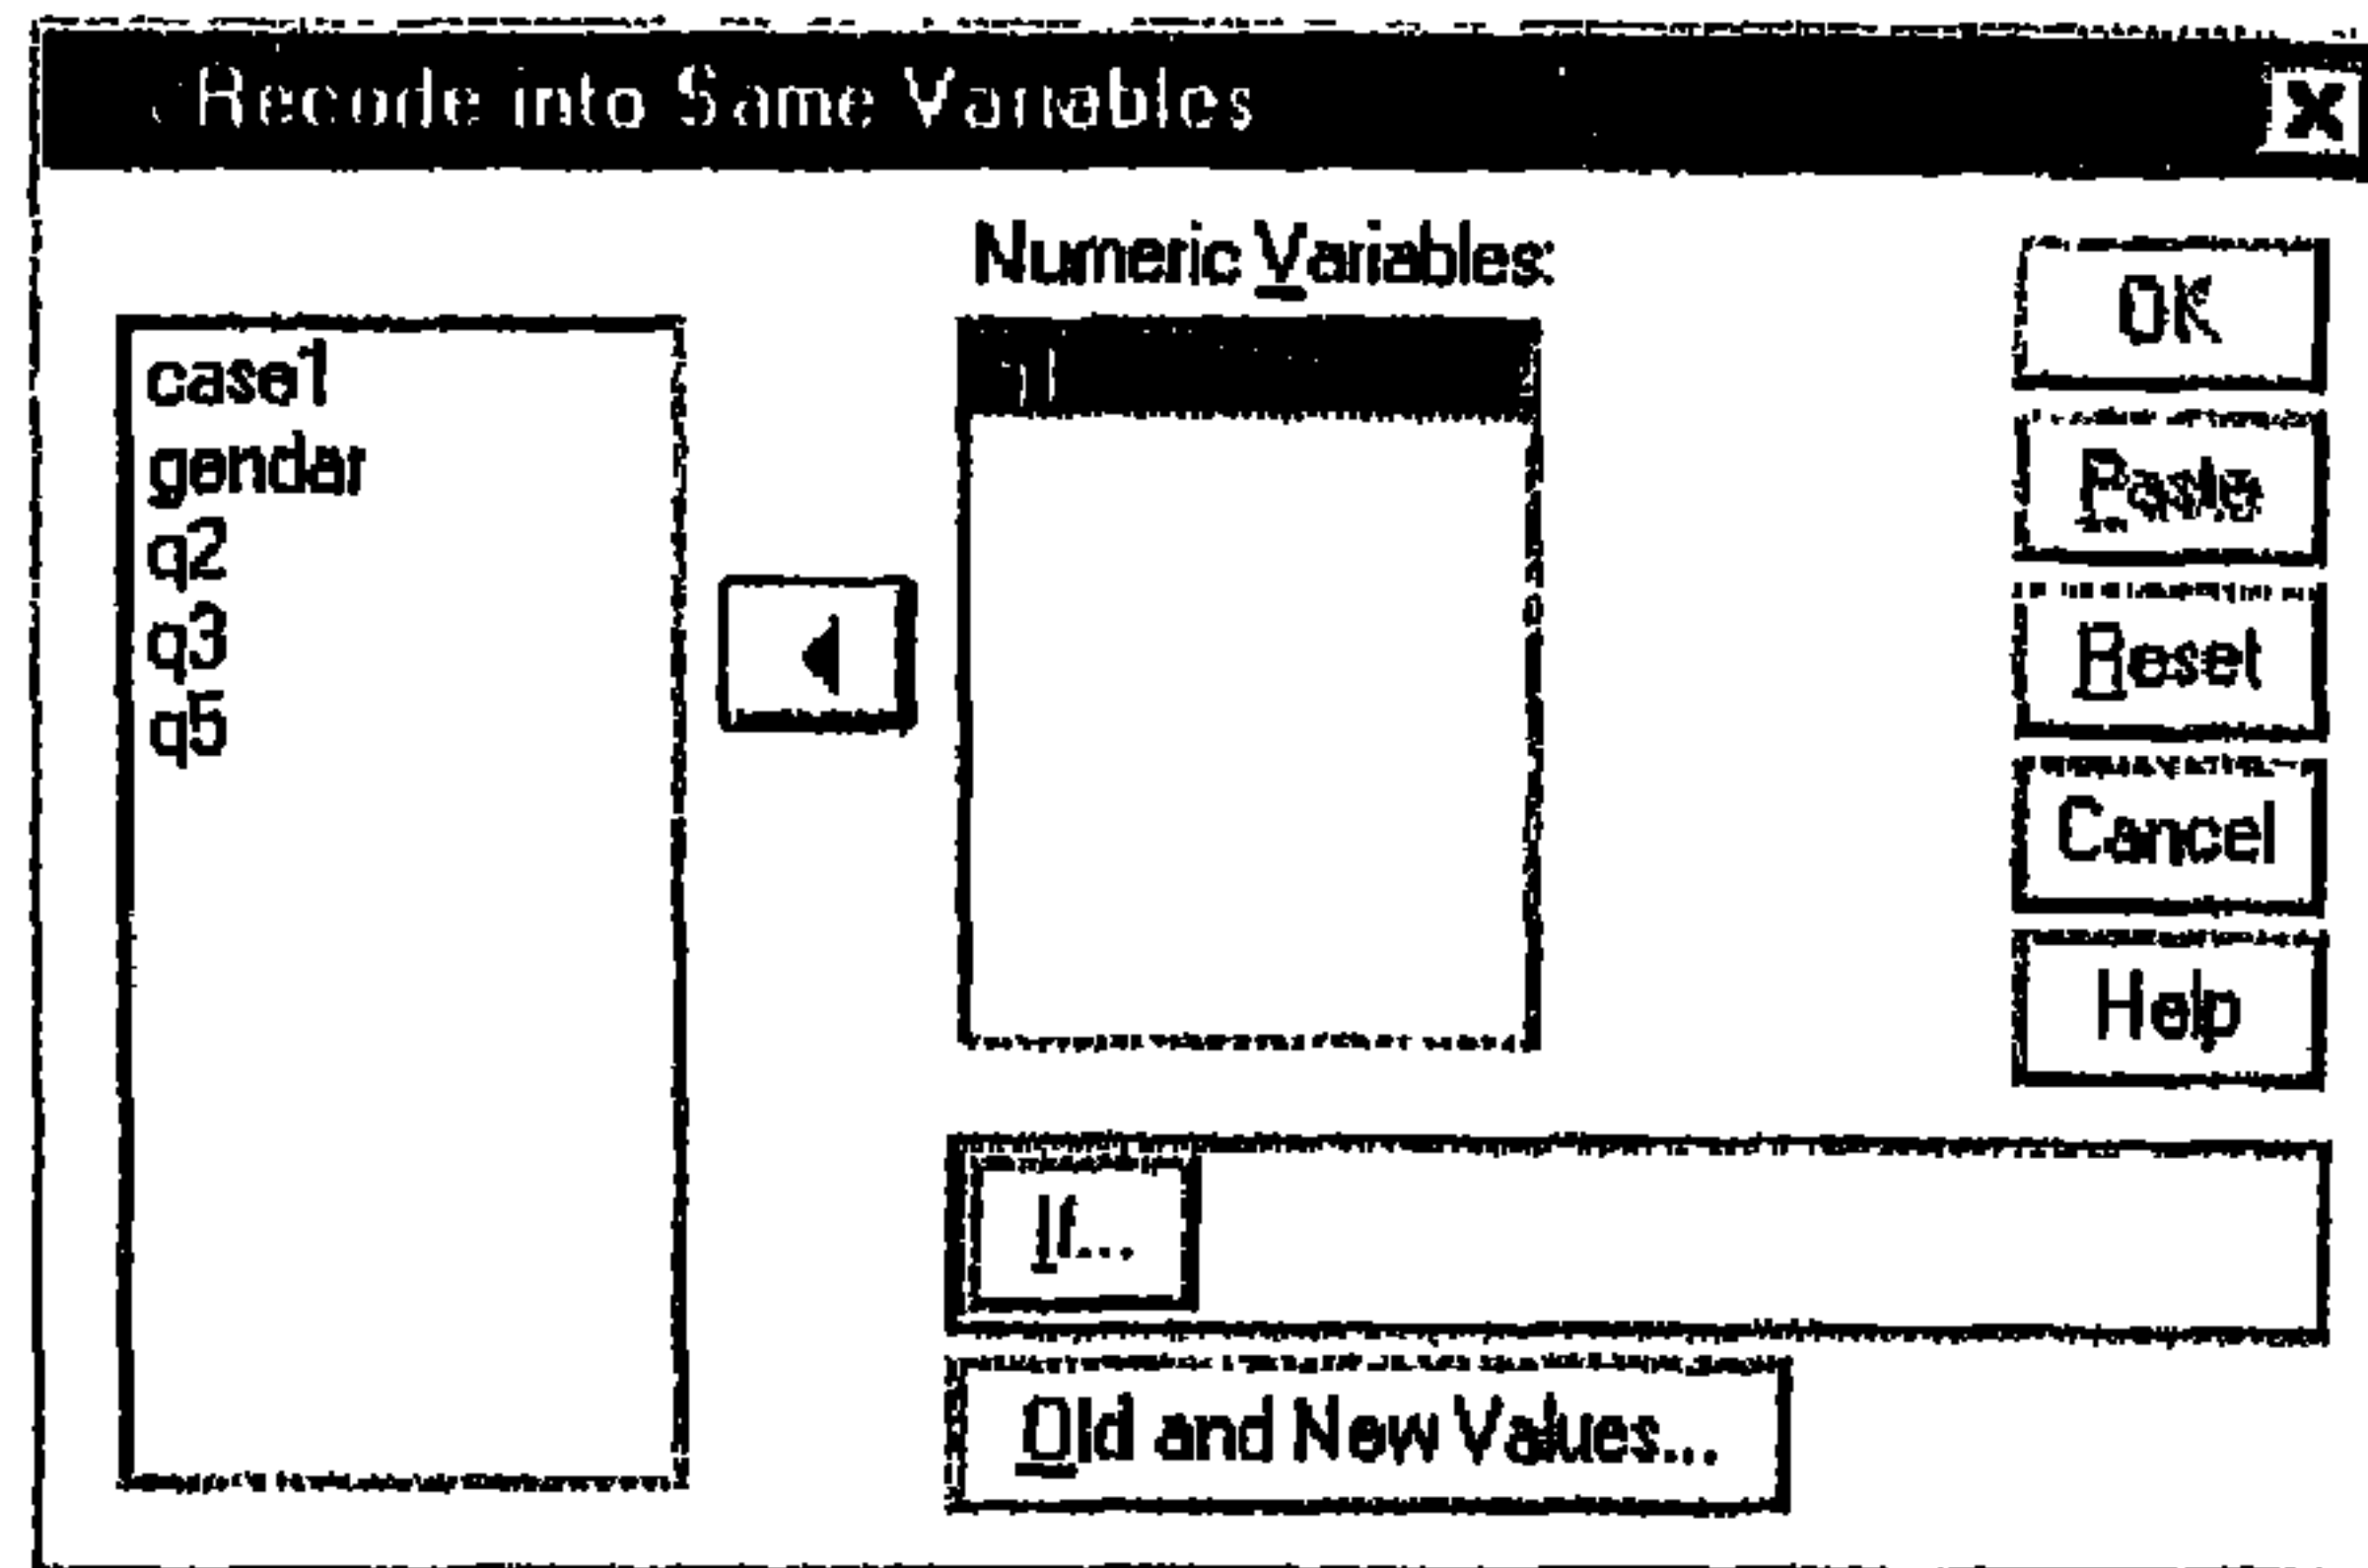 Recode into Same Variables
Numeric Variables:
case1
gender
q2
q3
q5
OK
Paste
Reset
Cancel
Help
If...
Old and New Values...